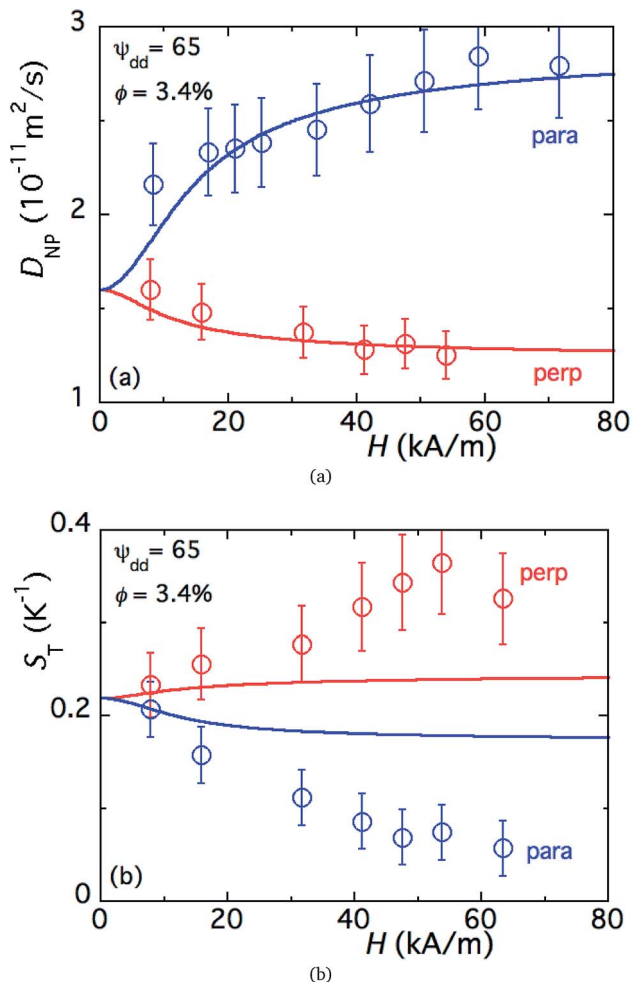 3
ψdd = 65
ϕ = 3.4%
para
2
DNP (10⁻¹¹m²/s)
perp
(a)
1
0 20 40 60 80
H (kA/m)
(a)
0.4
ψdd = 65
ϕ = 3.4%
perp
ST (K⁻¹)
0.2
para
(b)
0
0 20 40 60 80
H (kA/m)
(b)